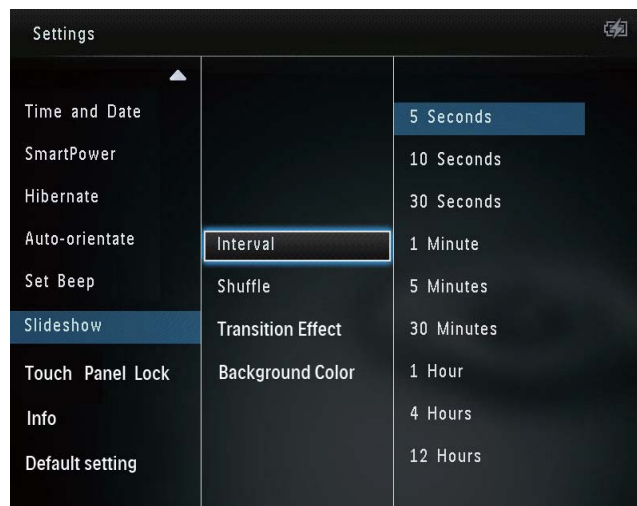 Settings
Time and Date
SmartPower
Hibernate
Auto-orientate
Set Beep
Slideshow
Touch Panel Lock
Info
Default setting
Interval
Shuffle
Transition Effect
Background Color
5 Seconds
10 Seconds
30 Seconds
1 Minute
5 Minutes
30 Minutes
1 Hour
4 Hours
12 Hours